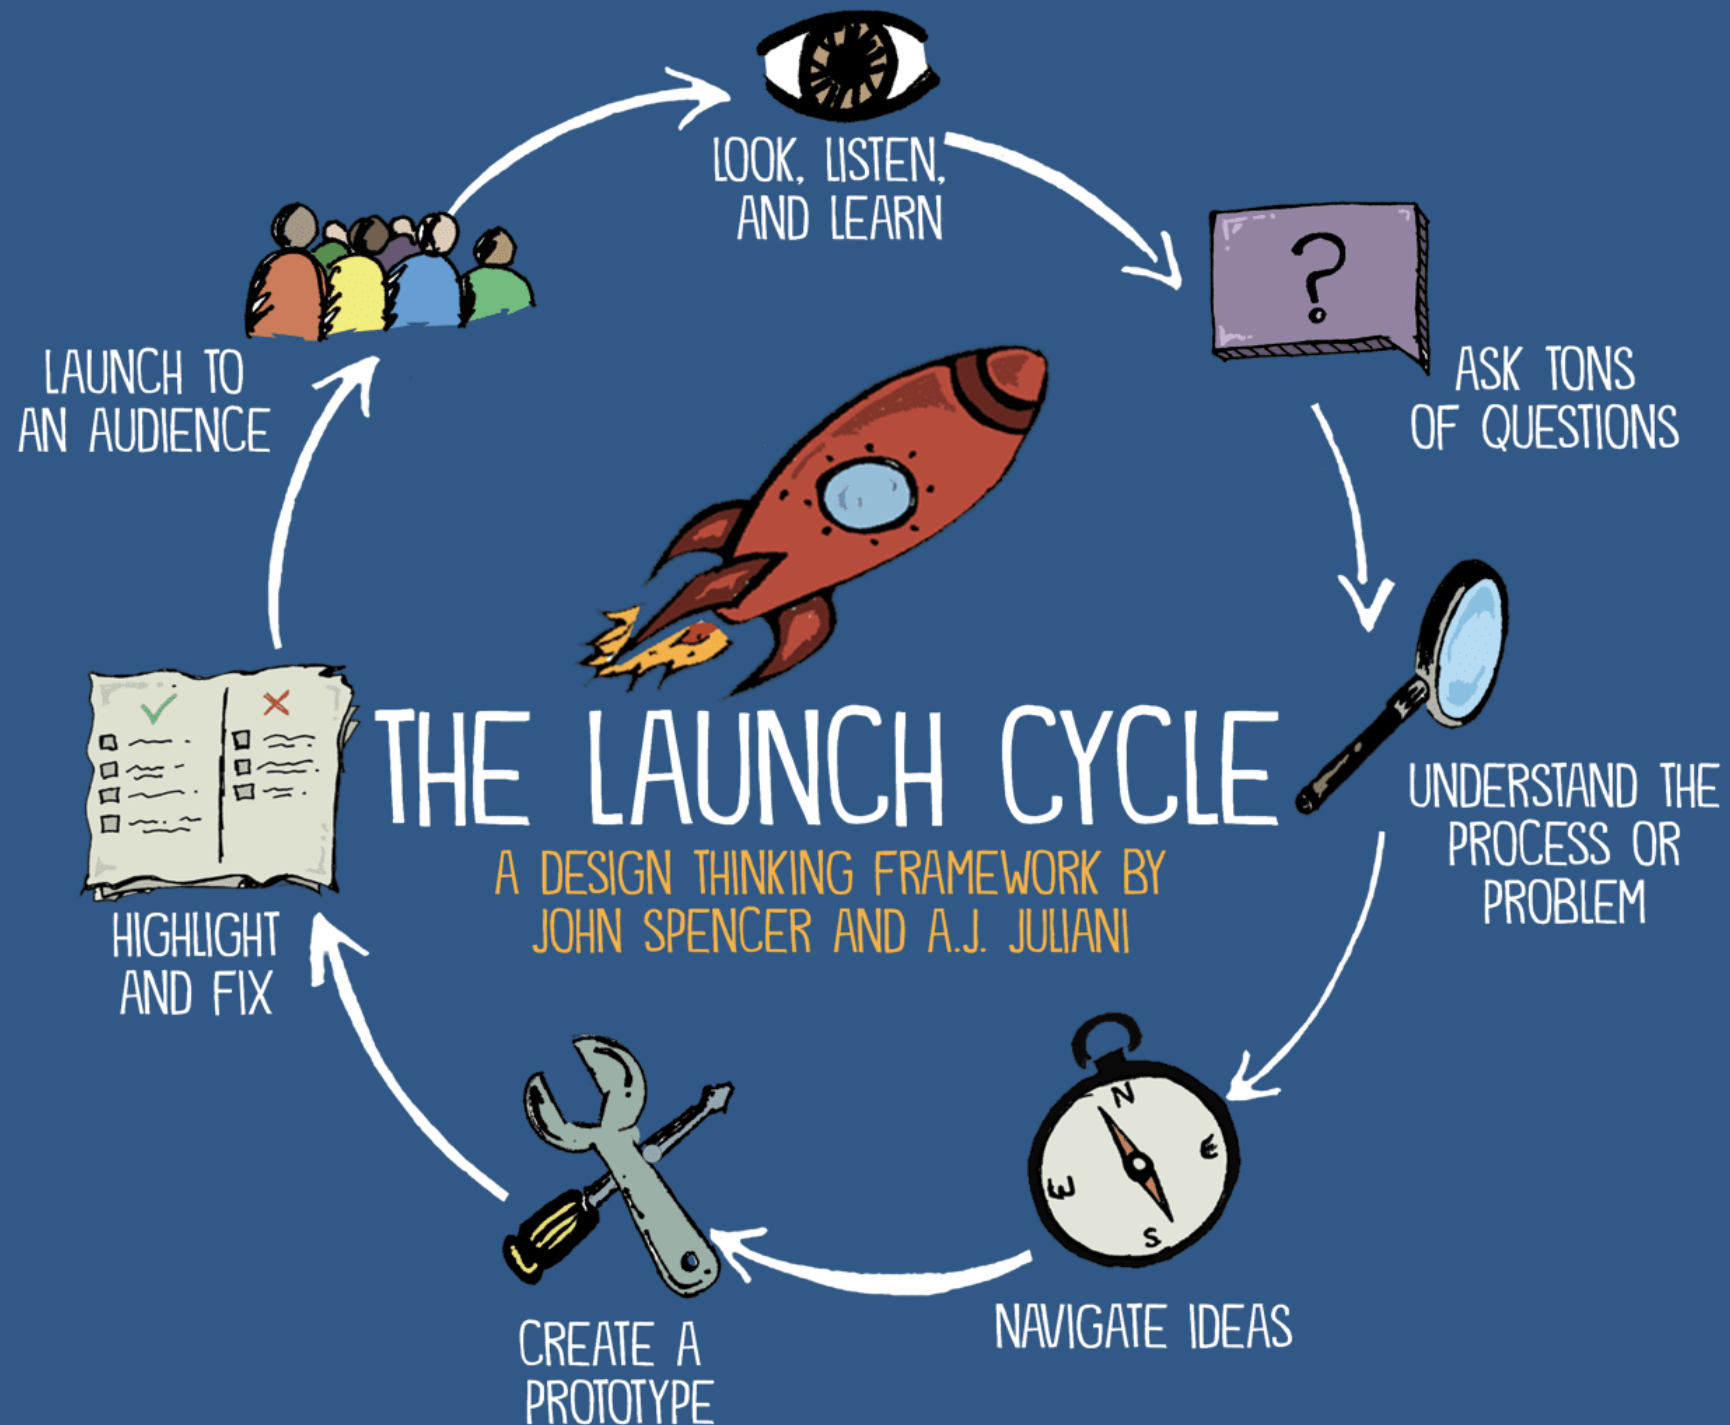 LOOK, LISTEN,
AND LEARN
?
ASK TONS
OF QUESTIONS
UNDERSTAND THE
PROCESS OR
PROBLEM
N
E
S
W
NAVIGATE IDEAS
CREATE A
PROTOTYPE
HIGHLIGHT
AND FIX
LAUNCH TO
AN AUDIENCE
THE LAUNCH CYCLE
A DESIGN THINKING FRAMEWORK BY
JOHN SPENCER AND A.J. JULIANI